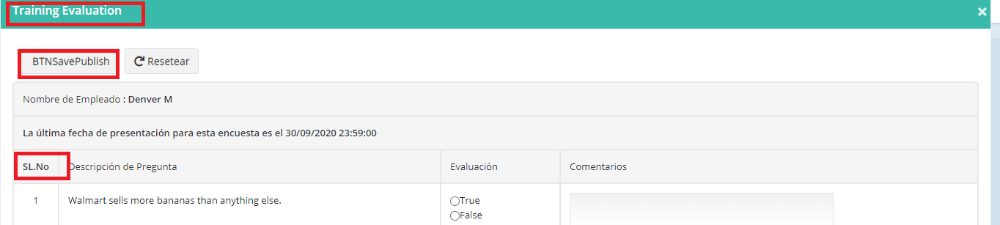 Training Evaluation ×
BTNSavePublish Resetear
Nombre de Empleado : Denver M
La última fecha de presentación para esta encuesta es el 30/09/2020 23:59:00
SL.No Descripción de Pregunta Evaluación Comentarios
1 Walmart sells more bananas than anything else. True
False